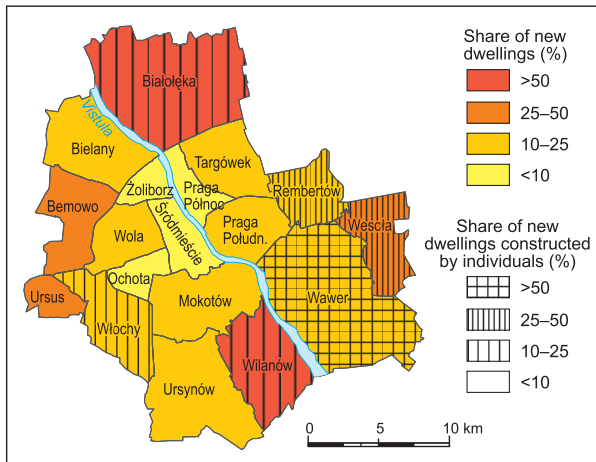 Share of new
dwellings (%)
>50
25–50
10–25
<10
Share of new
dwellings constructed
by individuals (%)
>50
25–50
10–25
<10
Białołęka
Vistula
Bielany
Targówek
Żoliborz
Praga
Północ
Rembertów
Bemowo
Śródmieście
Wola
Praga
Połudn.
Wescla
Ochota
Ursus
Włochy
Mokotów
Wawer
Wilanów
Ursynów
0 5 10 km